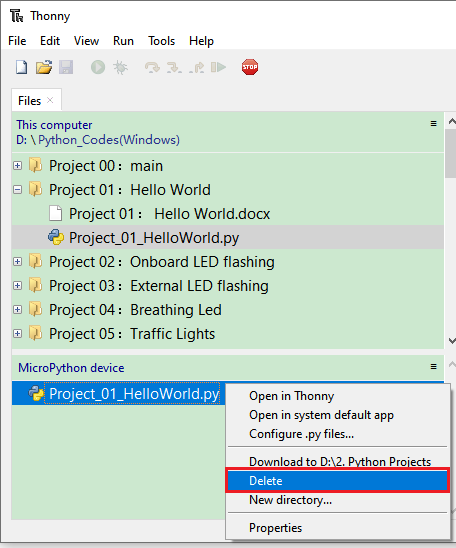 Thonny
File Edit View Run Tools Help
STOP
Files ×
This computer ≡
D: \ Python_Codes(Windows)
Project 00：main
Project 01：Hello World
Project 01： Hello World.docx
Project_01_HelloWorld.py
Project 02：Onboard LED flashing
Project 03：External LED flashing
Project 04：Breathing Led
Project 05：Traffic Lights
MicroPython device ≡
Project_01_HelloWorld.py
Open in Thonny
Open in system default app
Configure .py files...
Download to D:\2. Python Projects
Delete
New directory...
Properties